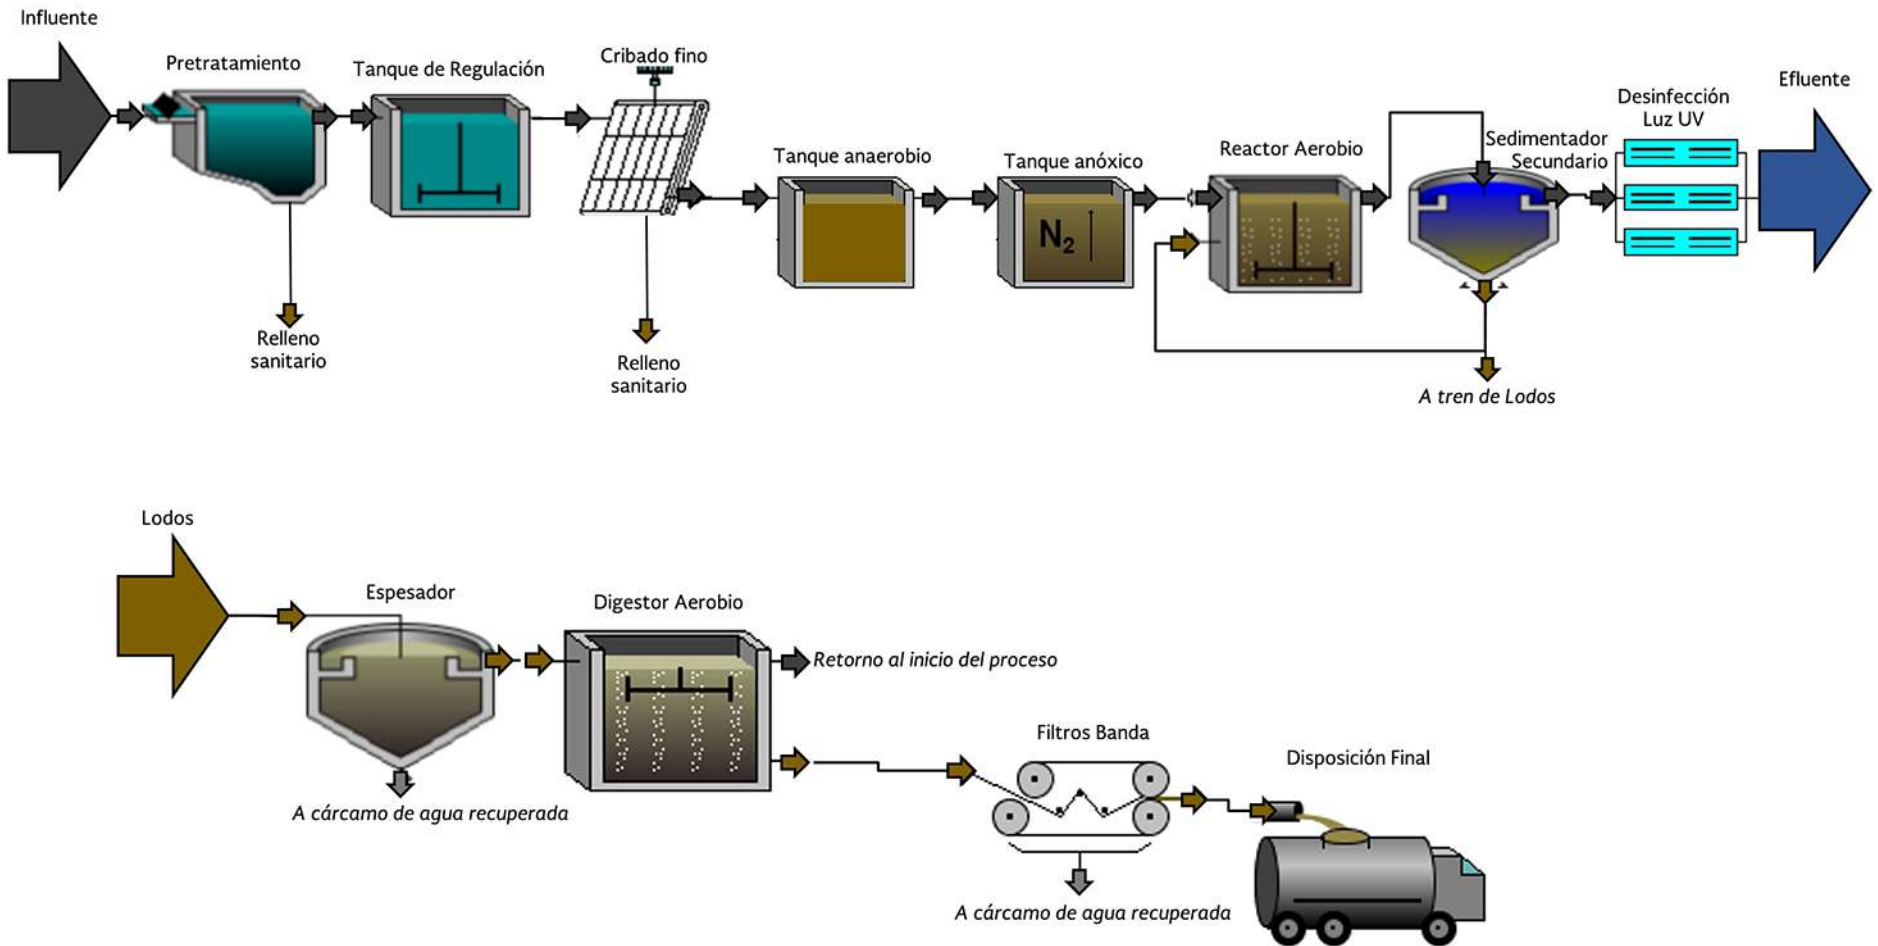 Influente
Pretratamiento
Tanque de Regulación
Cribado fino
Tanque anaerobio
Tanque anóxico
Reactor Aerobio
Sedimentador
Secundario
Desinfección
Luz UV
Efluente
N2
Relleno
sanitario
Relleno
sanitario
A tren de Lodos
Lodos
Espesador
Digestor Aerobio
Retorno al inicio del proceso
A cárcamo de agua recuperada
Filtros Banda
Disposición Final
A cárcamo de agua recuperada